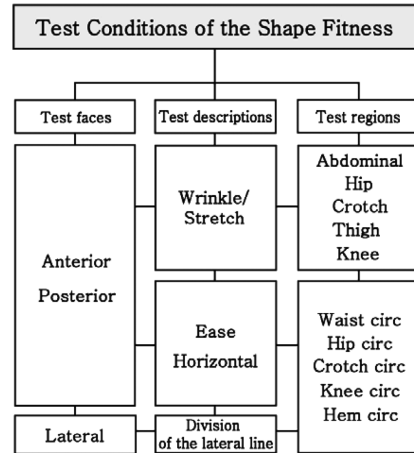 Test Conditions of the Shape Fitness
Test faces
Test descriptions
Test regions
Anterior
Posterior
Wrinkle/
Stretch
Abdominal
Hip
Crotch
Thigh
Knee
Ease
Horizontal
Waist circ
Hip circ
Crotch circ
Knee circ
Hem circ
Lateral
Division
of the lateral line